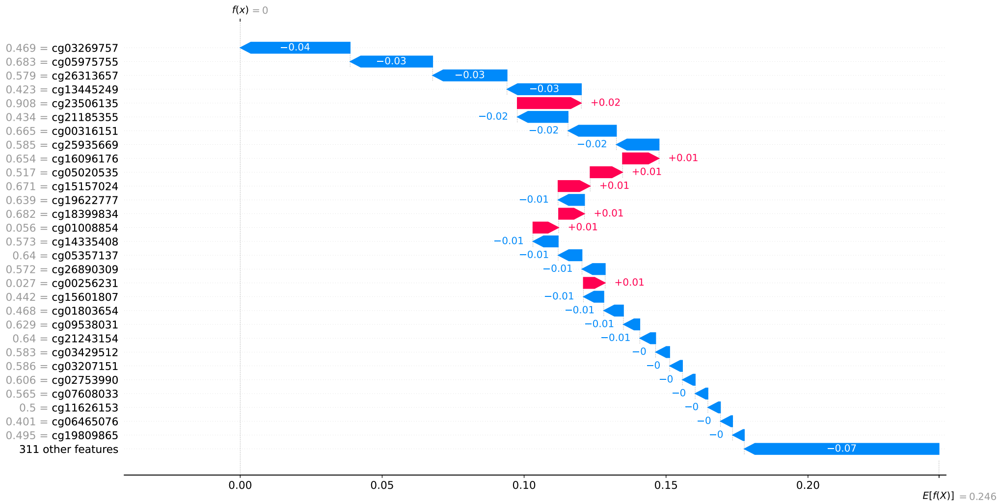 f(x) = 0
0.469 = cg03269757 −0.04
0.683 = cg05975755 −0.03
0.579 = cg26313657 −0.03
0.423 = cg13445249 −0.03
0.908 = cg23506135 +0.02
0.434 = cg21185355 −0.02
0.665 = cg00316151 −0.02
0.585 = cg25935669 −0.02
0.654 = cg16096176 +0.01
0.517 = cg05020535 +0.01
0.671 = cg15157024 +0.01
0.639 = cg19622777 −0.01
0.682 = cg18399834 +0.01
0.056 = cg01008854 +0.01
0.573 = cg14335408 −0.01
0.64 = cg05357137 −0.01
0.572 = cg26890309 −0.01
0.027 = cg00256231 +0.01
0.442 = cg15601807 −0.01
0.468 = cg01803654 −0.01
0.629 = cg09538031 −0.01
0.64 = cg21243154 −0.01
0.583 = cg03429512 −0
0.586 = cg03207151 −0
0.606 = cg02753990 −0
0.565 = cg07608033 −0
0.5 = cg11626153 −0
0.401 = cg06465076 −0
0.495 = cg19809865 −0
311 other features −0.07
0.00 0.05 0.10 0.15 0.20
E[f(X)] = 0.246